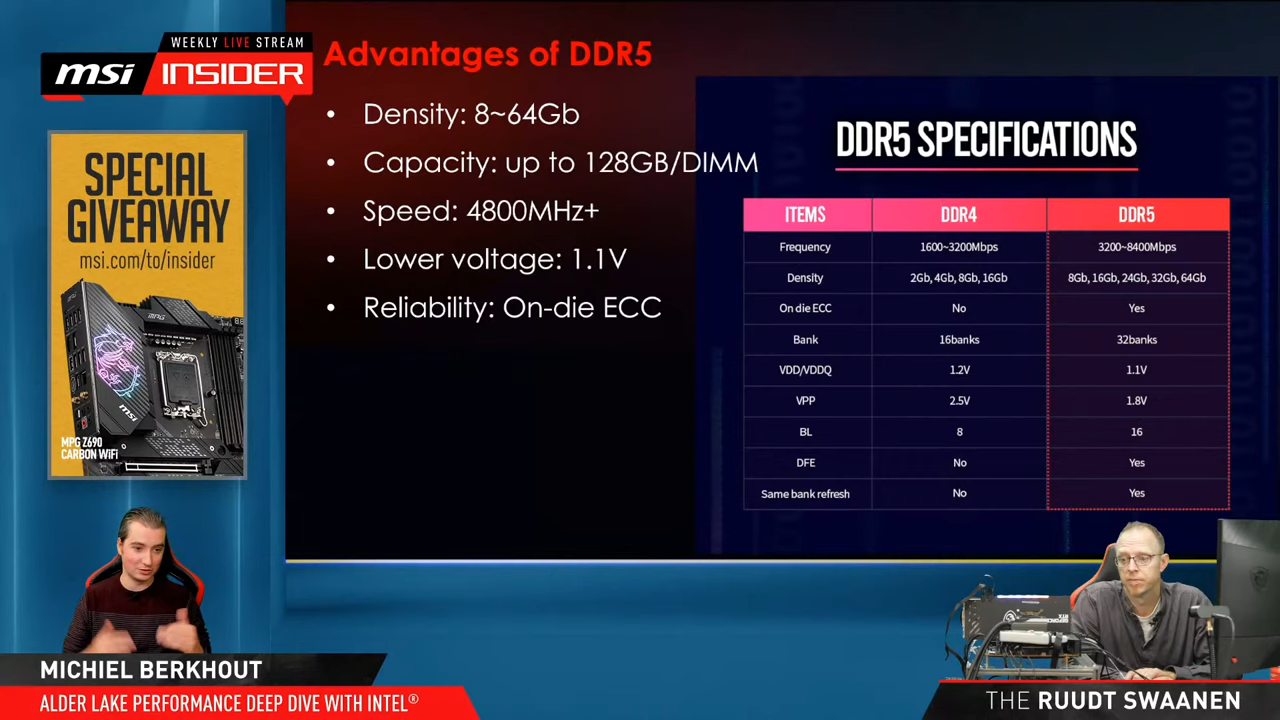 WEEKLY LIVE STREAM
msi INSIDER
SPECIAL
GIVEAWAY
msi.com/to/insider
MPG
msi
MPG Z690
CARBON WiFi
Advantages of DDR5
• Density: 8~64Gb
• Capacity: up to 128GB/DIMM
• Speed: 4800MHz+
• Lower voltage: 1.1V
• Reliability: On-die ECC
DDR5 SPECIFICATIONS
ITEMS DDR4 DDR5
Frequency 1600~3200Mbps 3200~8400Mbps
Density 2Gb, 4Gb, 8Gb, 16Gb 8Gb, 16Gb, 24Gb, 32Gb, 64Gb
On die ECC No Yes
Bank 16banks 32banks
VDD/VDDQ 1.2V 1.1V
VPP 2.5V 1.8V
BL 8 16
DFE No Yes
Same bank refresh No Yes
GEFORCE RTX
MICHIEL BERKHOUT
ALDER LAKE PERFORMANCE DEEP DIVE WITH INTEL®
THE RUUDT SWAANEN